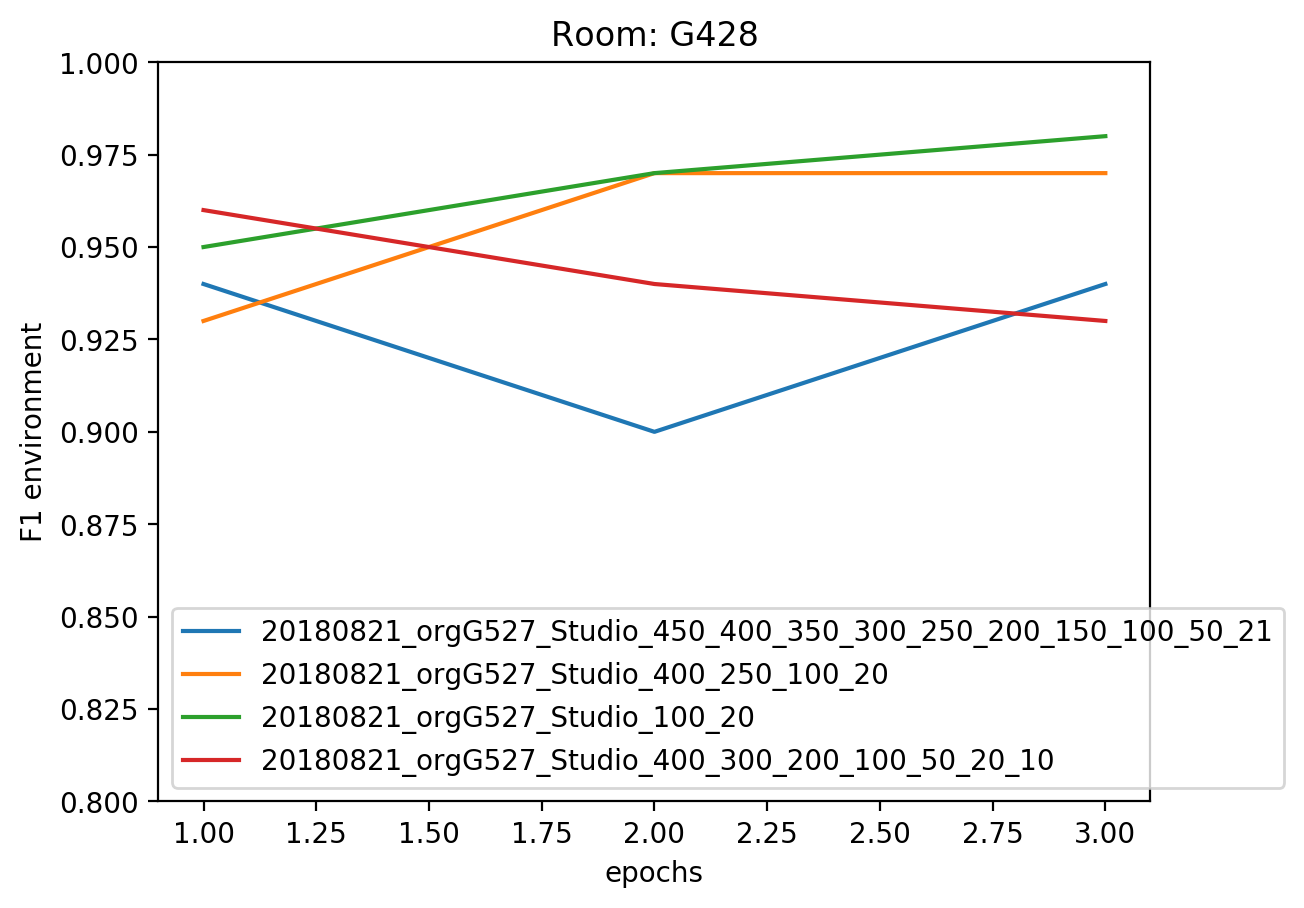 Room: G428
1.000
0.975
0.950
0.925
0.900
0.875
0.850
0.825
0.800
F1 environment
20180821_orgG527_Studio_450_400_350_300_250_200_150_100_50_21
20180821_orgG527_Studio_400_250_100_20
20180821_orgG527_Studio_100_20
20180821_orgG527_Studio_400_300_200_100_50_20_10
1.00 1.25 1.50 1.75 2.00 2.25 2.50 2.75 3.00
epochs